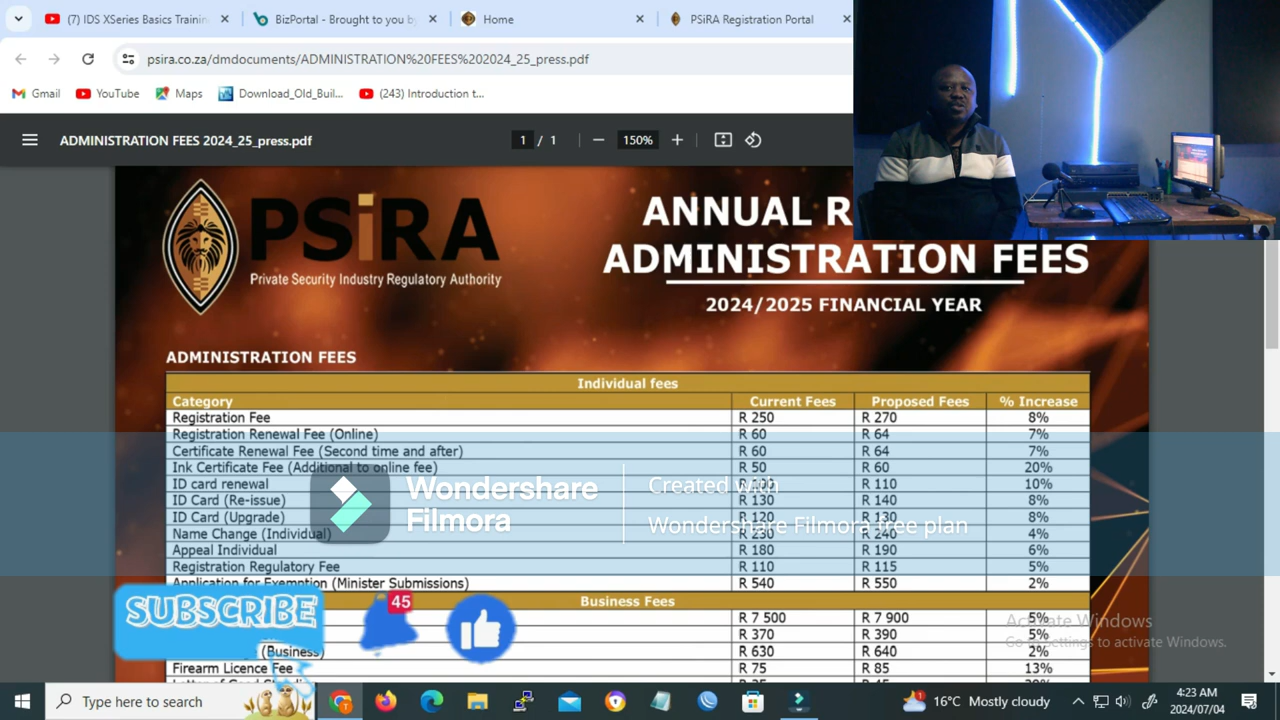 (7) IDS XSeries Basics Trainin
BizPortal - Brought to you by
Home
PSiRA Registration Portal
psira.co.za/dmdocuments/ADMINISTRATION%20FEES%202024_25_press.pdf
Gmail
YouTube
Maps
Download_Old_Buil...
(243) Introduction t...
ADMINISTRATION FEES 2024_25_press.pdf
1 / 1
150%
PSiRA
Private Security Industry Regulatory Authority
ANNUAL R
ADMINISTRATION FEES
2024/2025 FINANCIAL YEAR
ADMINISTRATION FEES
Individual fees
Category Current Fees Proposed Fees % Increase
Registration Fee R 250 R 270 8%
Registration Renewal Fee (Online) R 60 R 64 7%
Certificate Renewal Fee (Second time and after) R 60 R 64 7%
Ink Certificate Fee (Additional to online fee) R 50 R 60 20%
ID card renewal R 110 10%
ID Card (Re-issue) R 130 R 140 8%
ID Card (Upgrade) R 120 R 130 8%
Name Change (Individual) R 230 R 240 4%
Appeal Individual R 180 R 190 6%
Registration Regulatory Fee R 110 R 115 5%
Application for Exemption (Minister Submissions) R 540 R 550 2%
Business Fees
R 7 500 R 7 900 5%
R 370 R 390 5%
(Business) R 630 R 640 2%
Firearm Licence Fee R 75 R 85 13%
Wondershare
Filmora
Created with
Wondershare Filmora free plan
SUBSCRIBE
45
Activate Windows
Go to Settings to activate Windows.
Type here to search
16°C Mostly cloudy
4:23 AM
2024/07/04